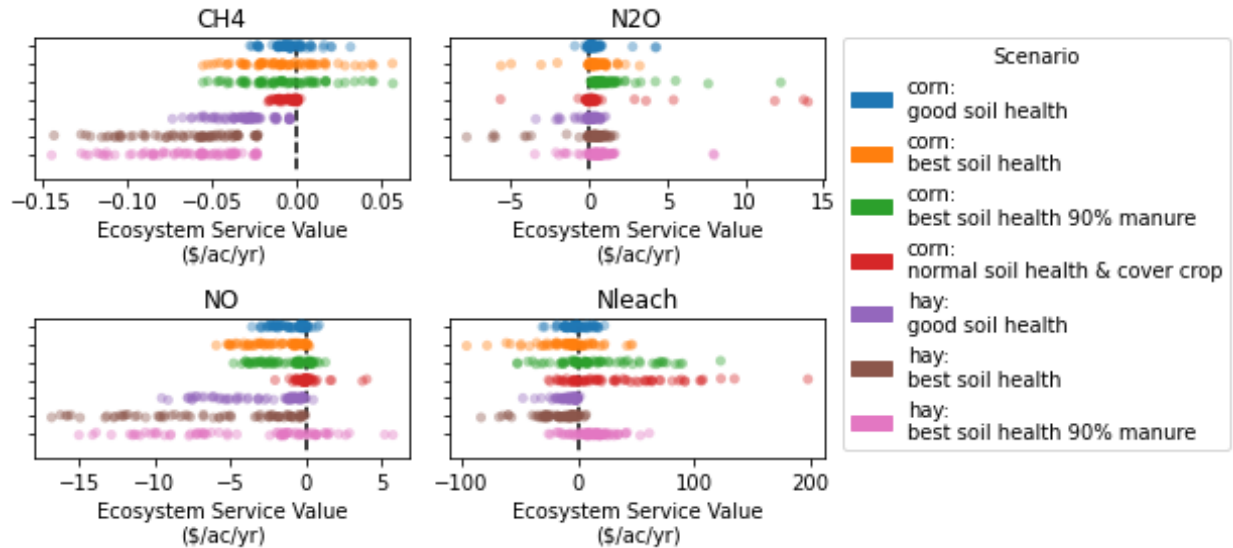 CH4
N2O
−0.15
−0.10
−0.05
0.00
0.05
Ecosystem Service Value
($/ac/yr)
−5
0
5
10
15
Ecosystem Service Value
($/ac/yr)
NO
Nleach
−15
−10
−5
0
5
Ecosystem Service Value
($/ac/yr)
−100
0
100
200
Ecosystem Service Value
($/ac/yr)
Scenario
corn:
good soil health
corn:
best soil health
corn:
best soil health 90% manure
corn:
normal soil health & cover crop
hay:
good soil health
hay:
best soil health
hay:
best soil health 90% manure